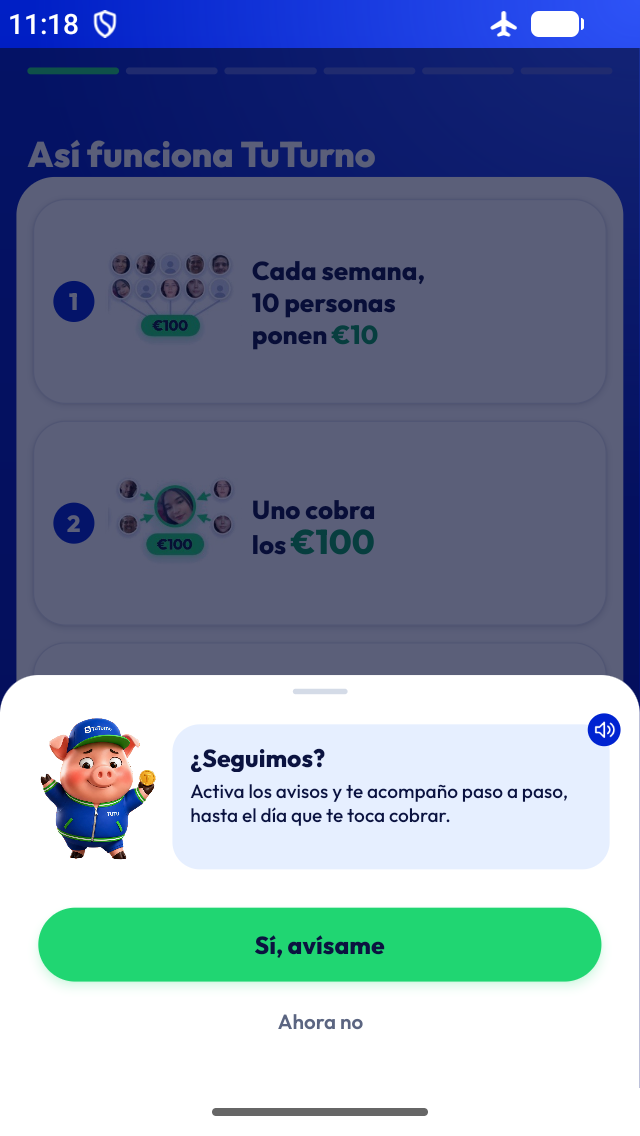 11:18
Así funciona TuTurno
1
€100
Cada semana,
10 personas
ponen €10
2
€100
Uno cobra
los €100
TuTurno
TUTU
¿Seguimos?
Activa los avisos y te acompaño paso a paso,
hasta el día que te toca cobrar.
Sí, avísame
Ahora no